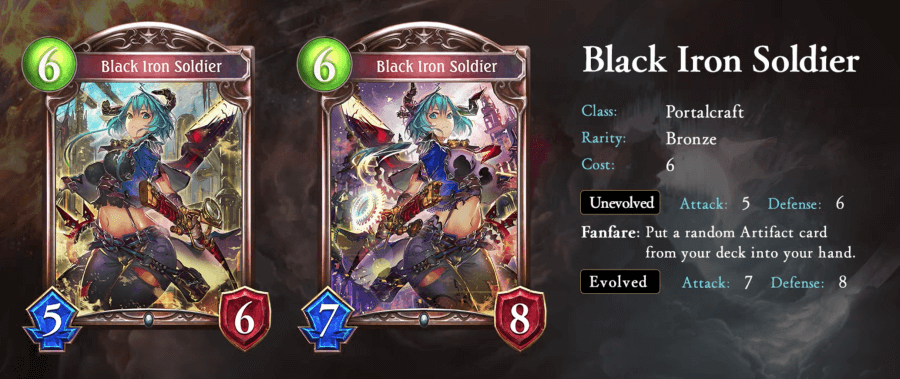 6
Black Iron Soldier
5
6
6
Black Iron Soldier
7
8
Black Iron Soldier
Class: Portalcraft
Rarity: Bronze
Cost: 6
Unevolved Attack: 5 Defense: 6
Fanfare: Put a random Artifact card
from your deck into your hand.
Evolved Attack: 7 Defense: 8